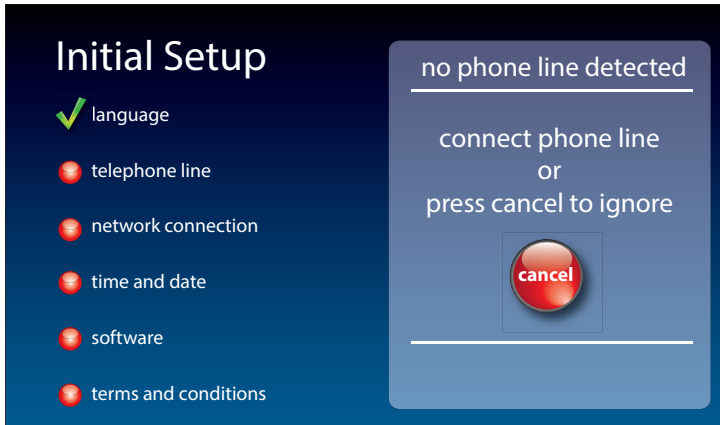 Initial Setup
language
telephone line
network connection
time and date
software
terms and conditions
no phone line detected
connect phone line
or
press cancel to ignore
cancel